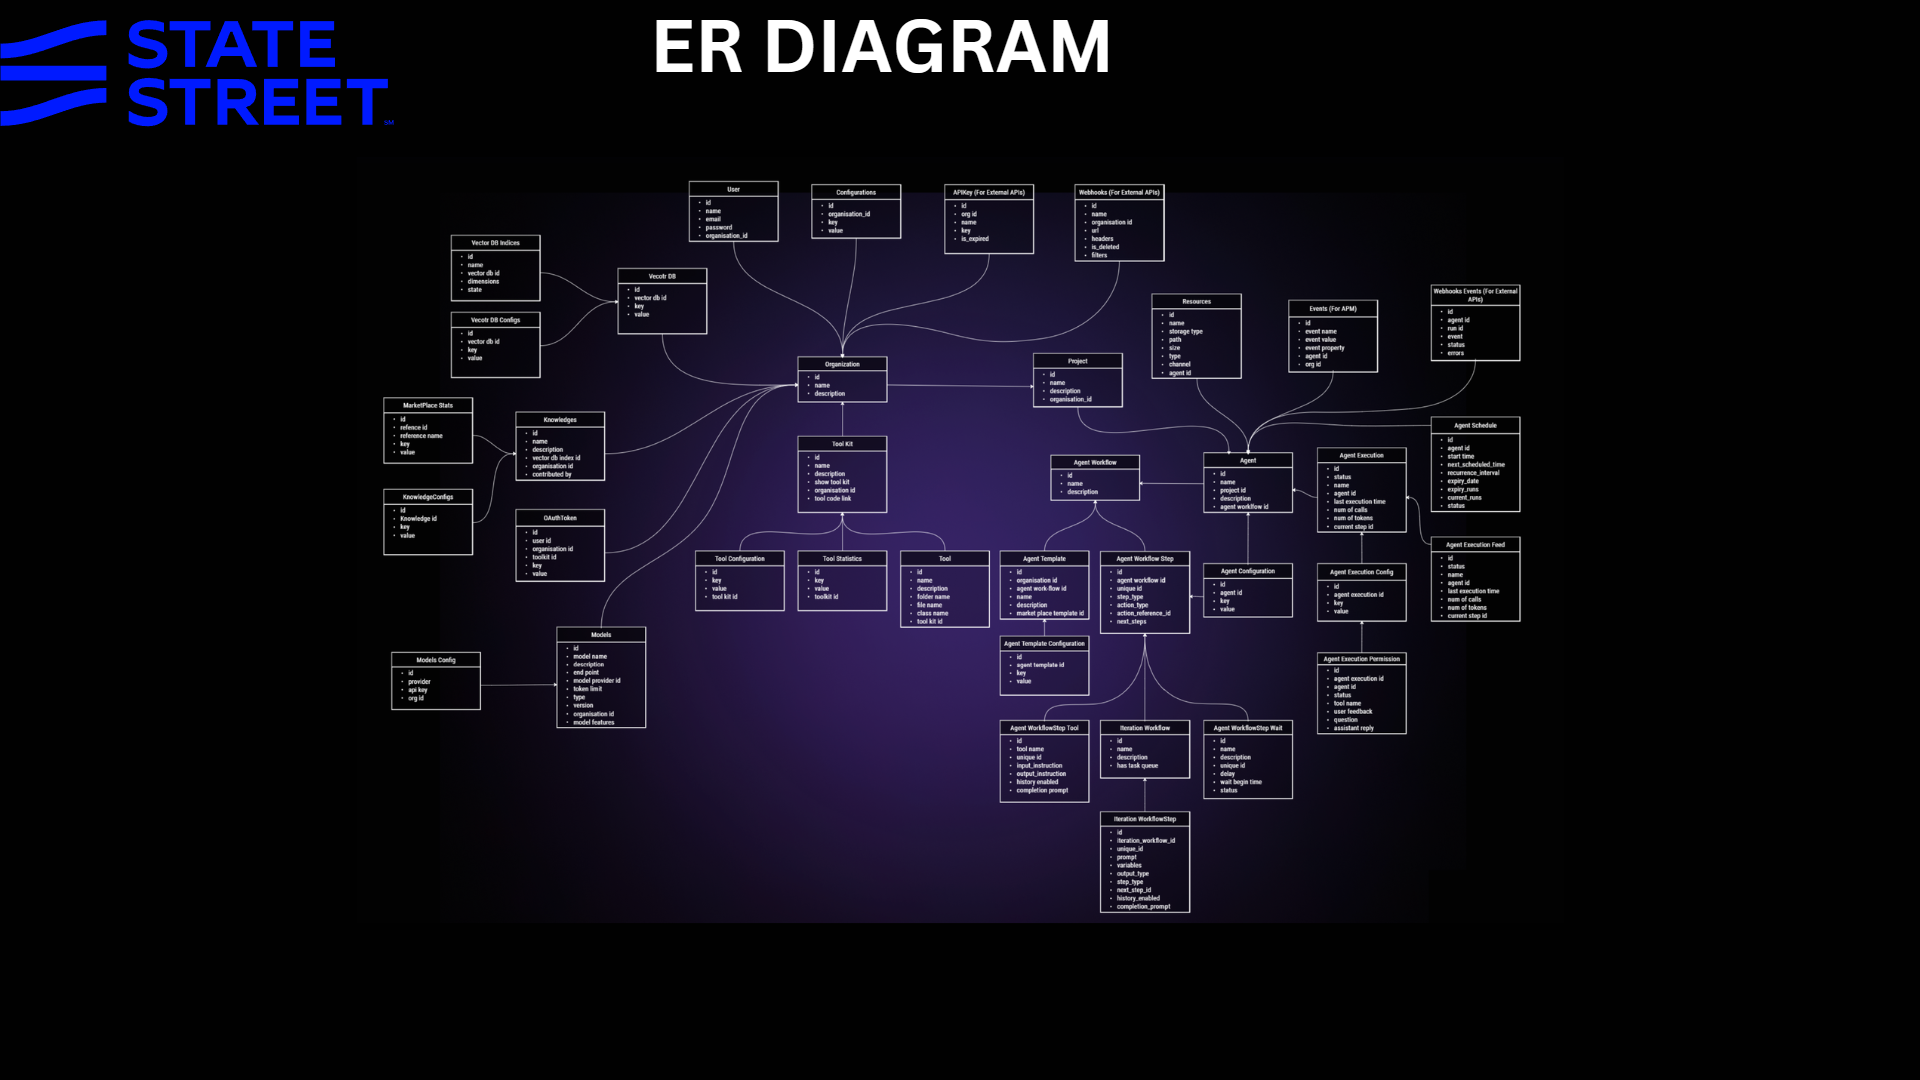 STATE
STREET
SM
ER DIAGRAM
User
id
name
email
password
organisation_id
Configurations
id
organisation_id
key
value
APIKey (For External APIs)
id
org id
name
key
is_expired
Webhooks (For External APIs)
id
name
organisation id
url
headers
is_deleted
filters
Vector DB Indices
id
name
vector db id
dimensions
state
Vecotr DB
id
vector db id
key
value
Vecotr DB Configs
id
vector db id
key
value
Resources
id
name
storage type
path
size
type
channel
agent id
Events (For APM)
id
event name
event value
event property
agent id
org id
Webhooks Events (For External
APIs)
id
agent id
run id
event
status
errors
Organization
id
name
description
Project
id
name
description
organisation_id
MarketPlace Stats
id
refence id
reference name
key
value
Knowledges
id
name
description
vector db index id
organisation id
contributed by
KnowledgeConfigs
id
Knowledge id
key
value
OAuthToken
id
user id
organisation id
toolkit id
key
value
Tool Kit
id
name
description
show tool kit
organisation id
tool code link
Agent Workflow
id
name
description
Agent
id
name
project id
description
agent workflow id
Agent Execution
id
status
name
agent id
last execution time
num of calls
num of tokens
current step id
Agent Schedule
id
agent id
start time
next_scheduled_time
recurrence_interval
expiry_date
expiry_runs
current_runs
status
Tool Configuration
id
key
value
tool kit id
Tool Statistics
id
key
value
toolkit id
Tool
id
name
description
folder name
file name
class name
tool kit id
Agent Template
id
organisation id
agent work-flow id
name
description
market place template id
Agent Workflow Step
id
agent workflow id
unique id
step_type
action_type
action_reference_id
next_steps
Agent Configuration
id
agent id
key
value
Agent Execution Config
id
agent execution id
key
value
Agent Execution Feed
id
status
name
agent id
last execution time
num of calls
num of tokens
current step id
Models Config
id
provider
api key
org id
Models
id
model name
description
end point
model provider id
token limit
type
version
organisation id
model features
Agent Template Configuration
id
agent template id
key
value
Agent Execution Permission
id
agent execution id
agent id
status
tool name
user feedback
question
assistant reply
Agent WorkflowStep Tool
id
tool name
unique id
input_instruction
output_instruction
history enabled
completion prompt
Iteration Workflow
id
name
description
has task queue
Agent WorkflowStep Wait
id
name
description
unique id
delay
wait begin time
status
Iteration WorkflowStep
id
iteration_workflow_id
unique_id
prompt
variables
output_type
step_type
next_step_id
history_enabled
completion_prompt